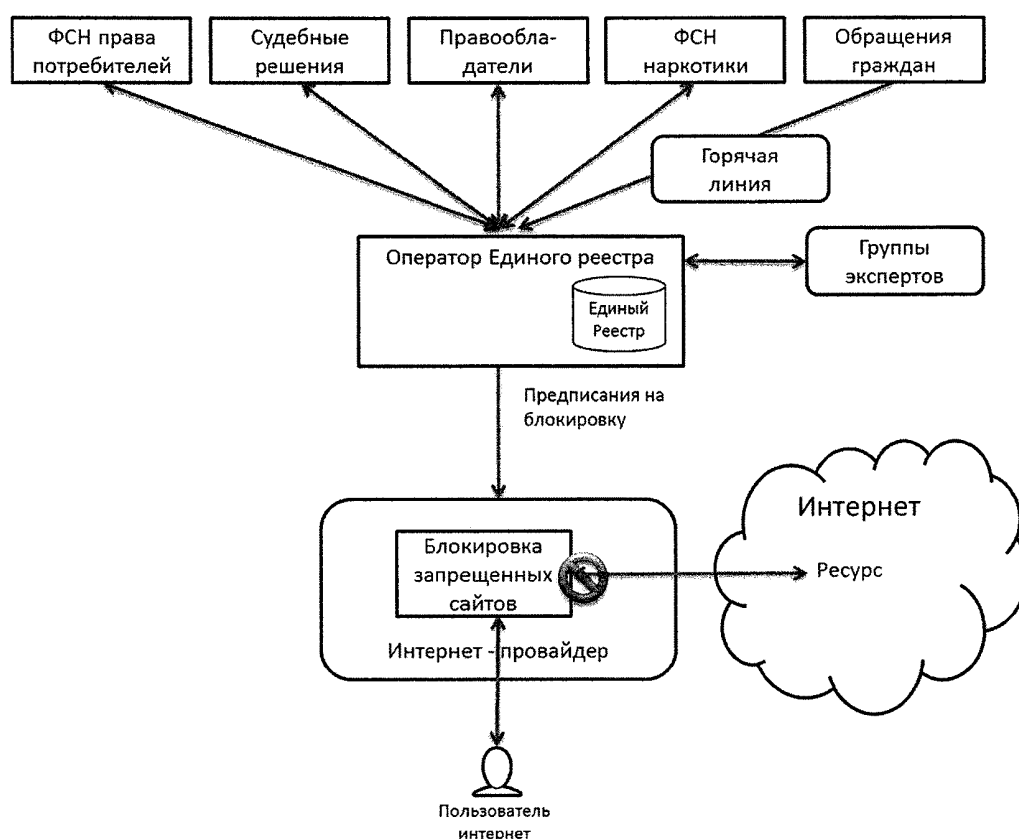 ФСН права
потребителей
Судебные
решения
Правообла-
датели
ФСН
наркотики
Обращения
граждан
Горячая
линия
Оператор Единого реестра
Группы
экспертов
Единый
Реестр
Предписания на
блокировку
Интернет
Блокировка
запрещенных
сайтов
Ресурс
Интернет - провайдер
Пользователь
интернет